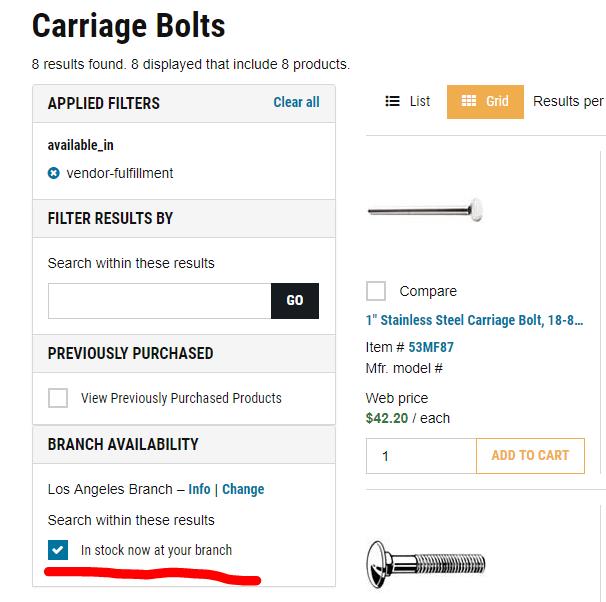 Carriage Bolts
8 results found. 8 displayed that include 8 products.
APPLIED FILTERS
Clear all
available_in
vendor-fulfillment
FILTER RESULTS BY
Search within these results
GO
PREVIOUSLY PURCHASED
View Previously Purchased Products
BRANCH AVAILABILITY
Los Angeles Branch – Info | Change
Search within these results
In stock now at your branch
List
Grid
Results per
Compare
1" Stainless Steel Carriage Bolt, 18-8...
Item # 53MF87
Mfr. model #
Web price
$42.20 / each
1
ADD TO CART